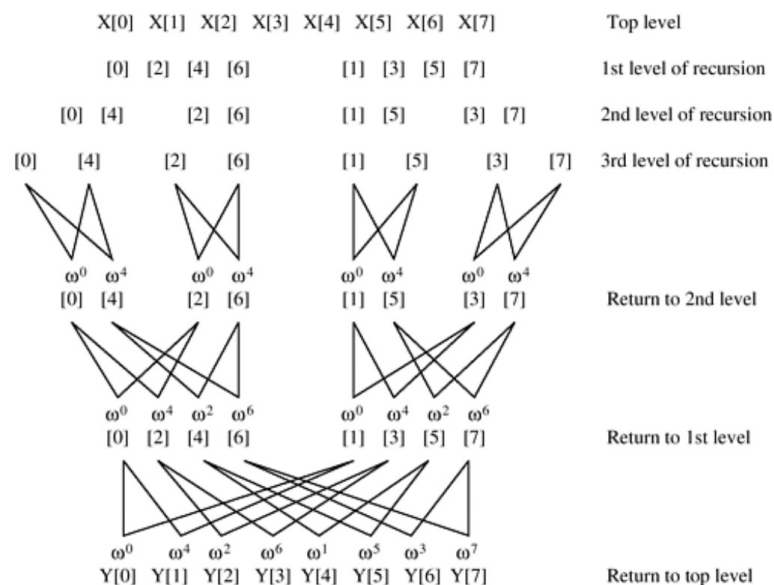 X[0] X[1] X[2] X[3] X[4] X[5] X[6] X[7] Top level
[0] [2] [4] [6] [1] [3] [5] [7] 1st level of recursion
[0] [4] [2] [6] [1] [5] [3] [7] 2nd level of recursion
[0] [4] [2] [6] [1] [5] [3] [7] 3rd level of recursion
ω⁰ ω⁴ ω⁰ ω⁴ ω⁰ ω⁴ ω⁰ ω⁴
[0] [4] [2] [6] [1] [5] [3] [7] Return to 2nd level
ω⁰ ω⁴ ω² ω⁶ ω⁰ ω⁴ ω² ω⁶
[0] [2] [4] [6] [1] [3] [5] [7] Return to 1st level
ω⁰ ω⁴ ω² ω⁶ ω¹ ω⁵ ω³ ω⁷
Y[0] Y[1] Y[2] Y[3] Y[4] Y[5] Y[6] Y[7] Return to top level